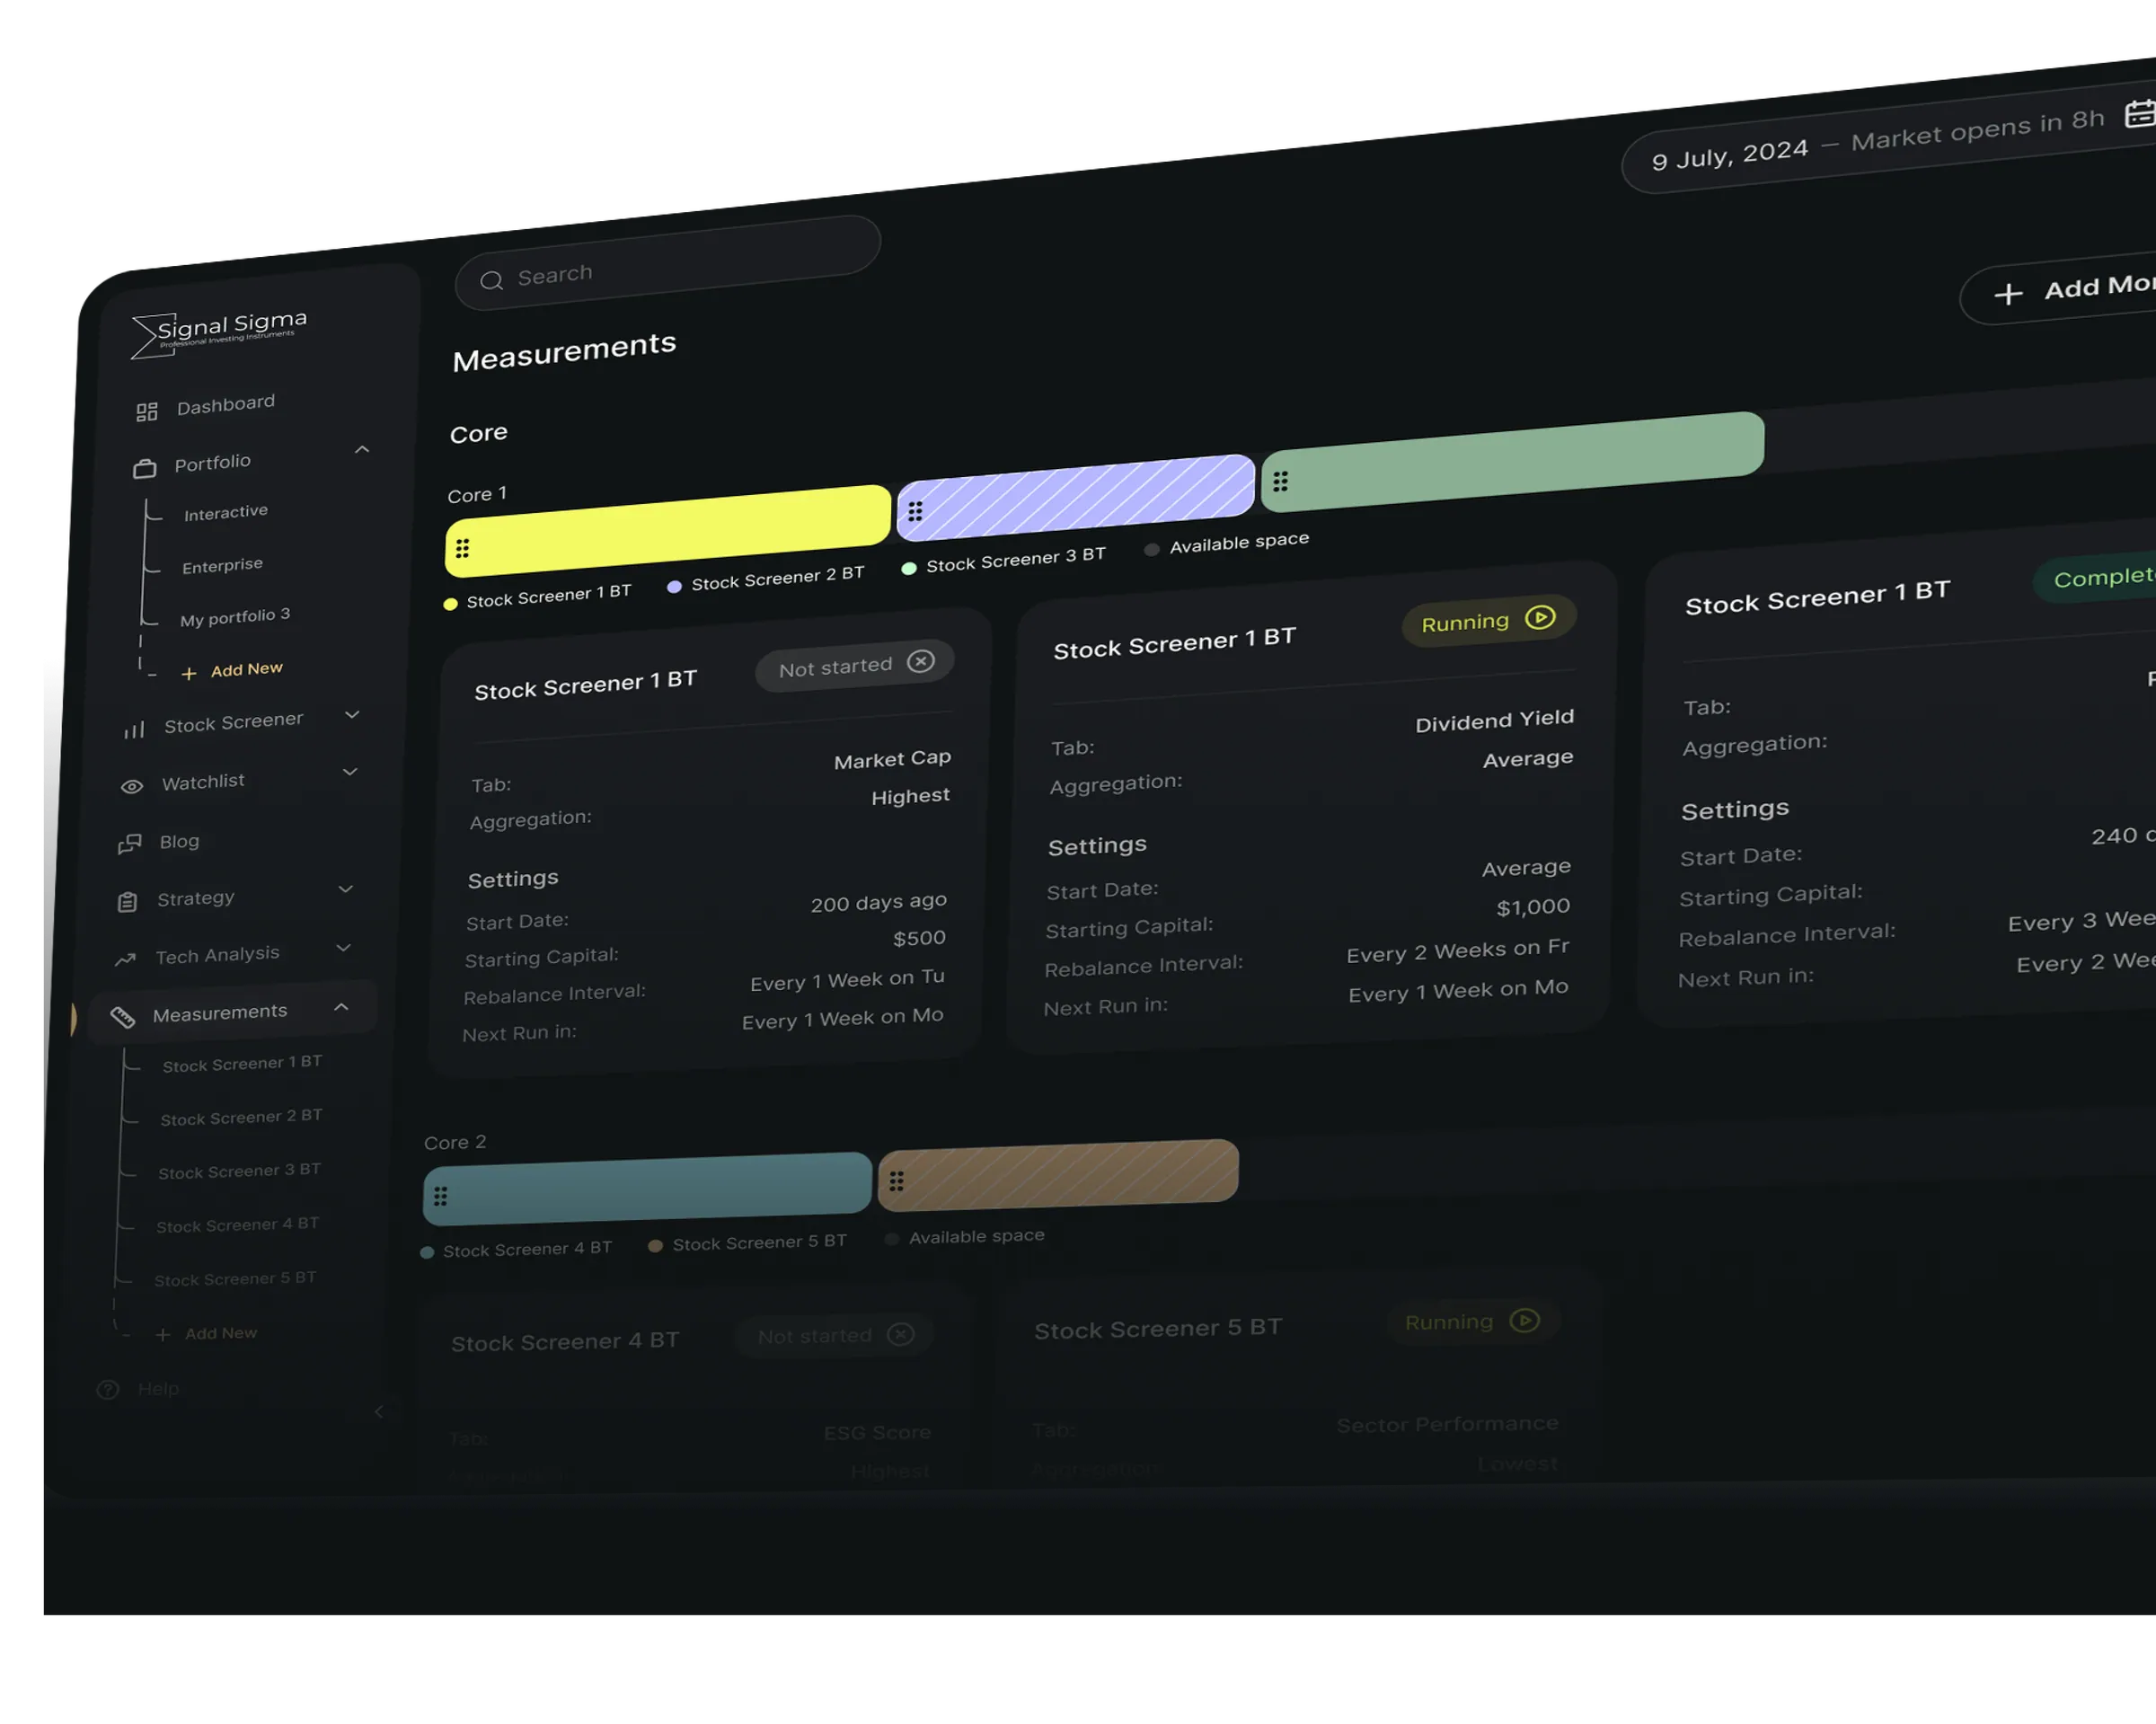 9 July, 2024 — Market opens in 8h
Search
Add
Signal Sigma
Professional Investing Instruments
Measurements
Dashboard
Portfolio
Interactive
Enterprise
My portfolio 3
+ Add New
Stock Screener
Watchlist
Blog
Strategy
Tech Analysis
Measurements
Stock Screener 1 BT
Stock Screener 2 BT
Stock Screener 3 BT
Stock Screener 4 BT
Stock Screener 5 BT
+ Add New
Help
Core
Core 1
Stock Screener 1 BT Stock Screener 2 BT Stock Screener 3 BT Available space
Stock Screener 1 BT Not started
Tab: Market Cap
Aggregation: Highest
Settings
Start Date: 200 days ago
Starting Capital: $500
Rebalance Interval: Every 1 Week on Tu
Next Run in: Every 1 Week on Mo
Stock Screener 1 BT Running
Tab: Dividend Yield
Aggregation: Average
Settings
Start Date: Average
Starting Capital: $1,000
Rebalance Interval: Every 2 Weeks on Fr
Next Run in: Every 1 Week on Mo
Stock Screener 1 BT
Tab:
Aggregation:
Settings
Start Date: 240
Starting Capital:
Rebalance Interval: Every 3
Next Run in: Every 2
Core 2
Stock Screener 4 BT Stock Screener 5 BT Available space
Stock Screener 4 BT Not started
Tab: ESG Score
Highest
Stock Screener 5 BT Running
Tab: Sector Performance
Aggregation: Lowest